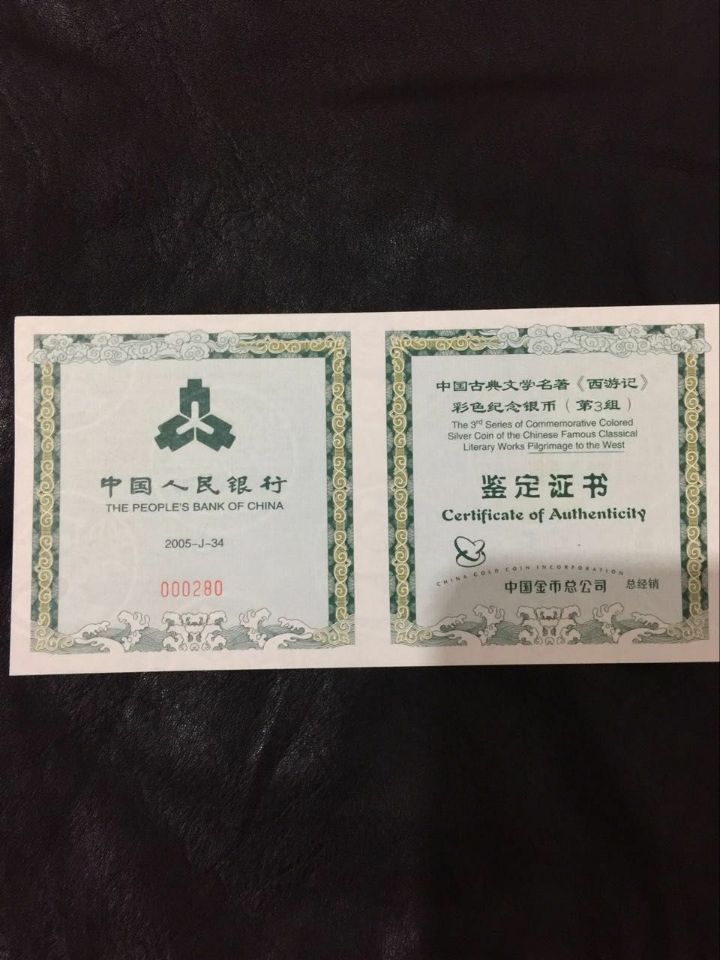 中国人民银行
THE PEOPLE'S BANK OF CHINA
2005-J-34
000280
中国古典文学名著《西游记》
彩色纪念银币（第3组）
The 3rd Series of Commemorative Colored
Silver Coin of the Chinese Famous Classical
Literary Works Pilgrimage to the West
鉴定证书
Certificate of Authenticity
CHINA GOLD COIN INCORPORATION
中国金币总公司 总经销